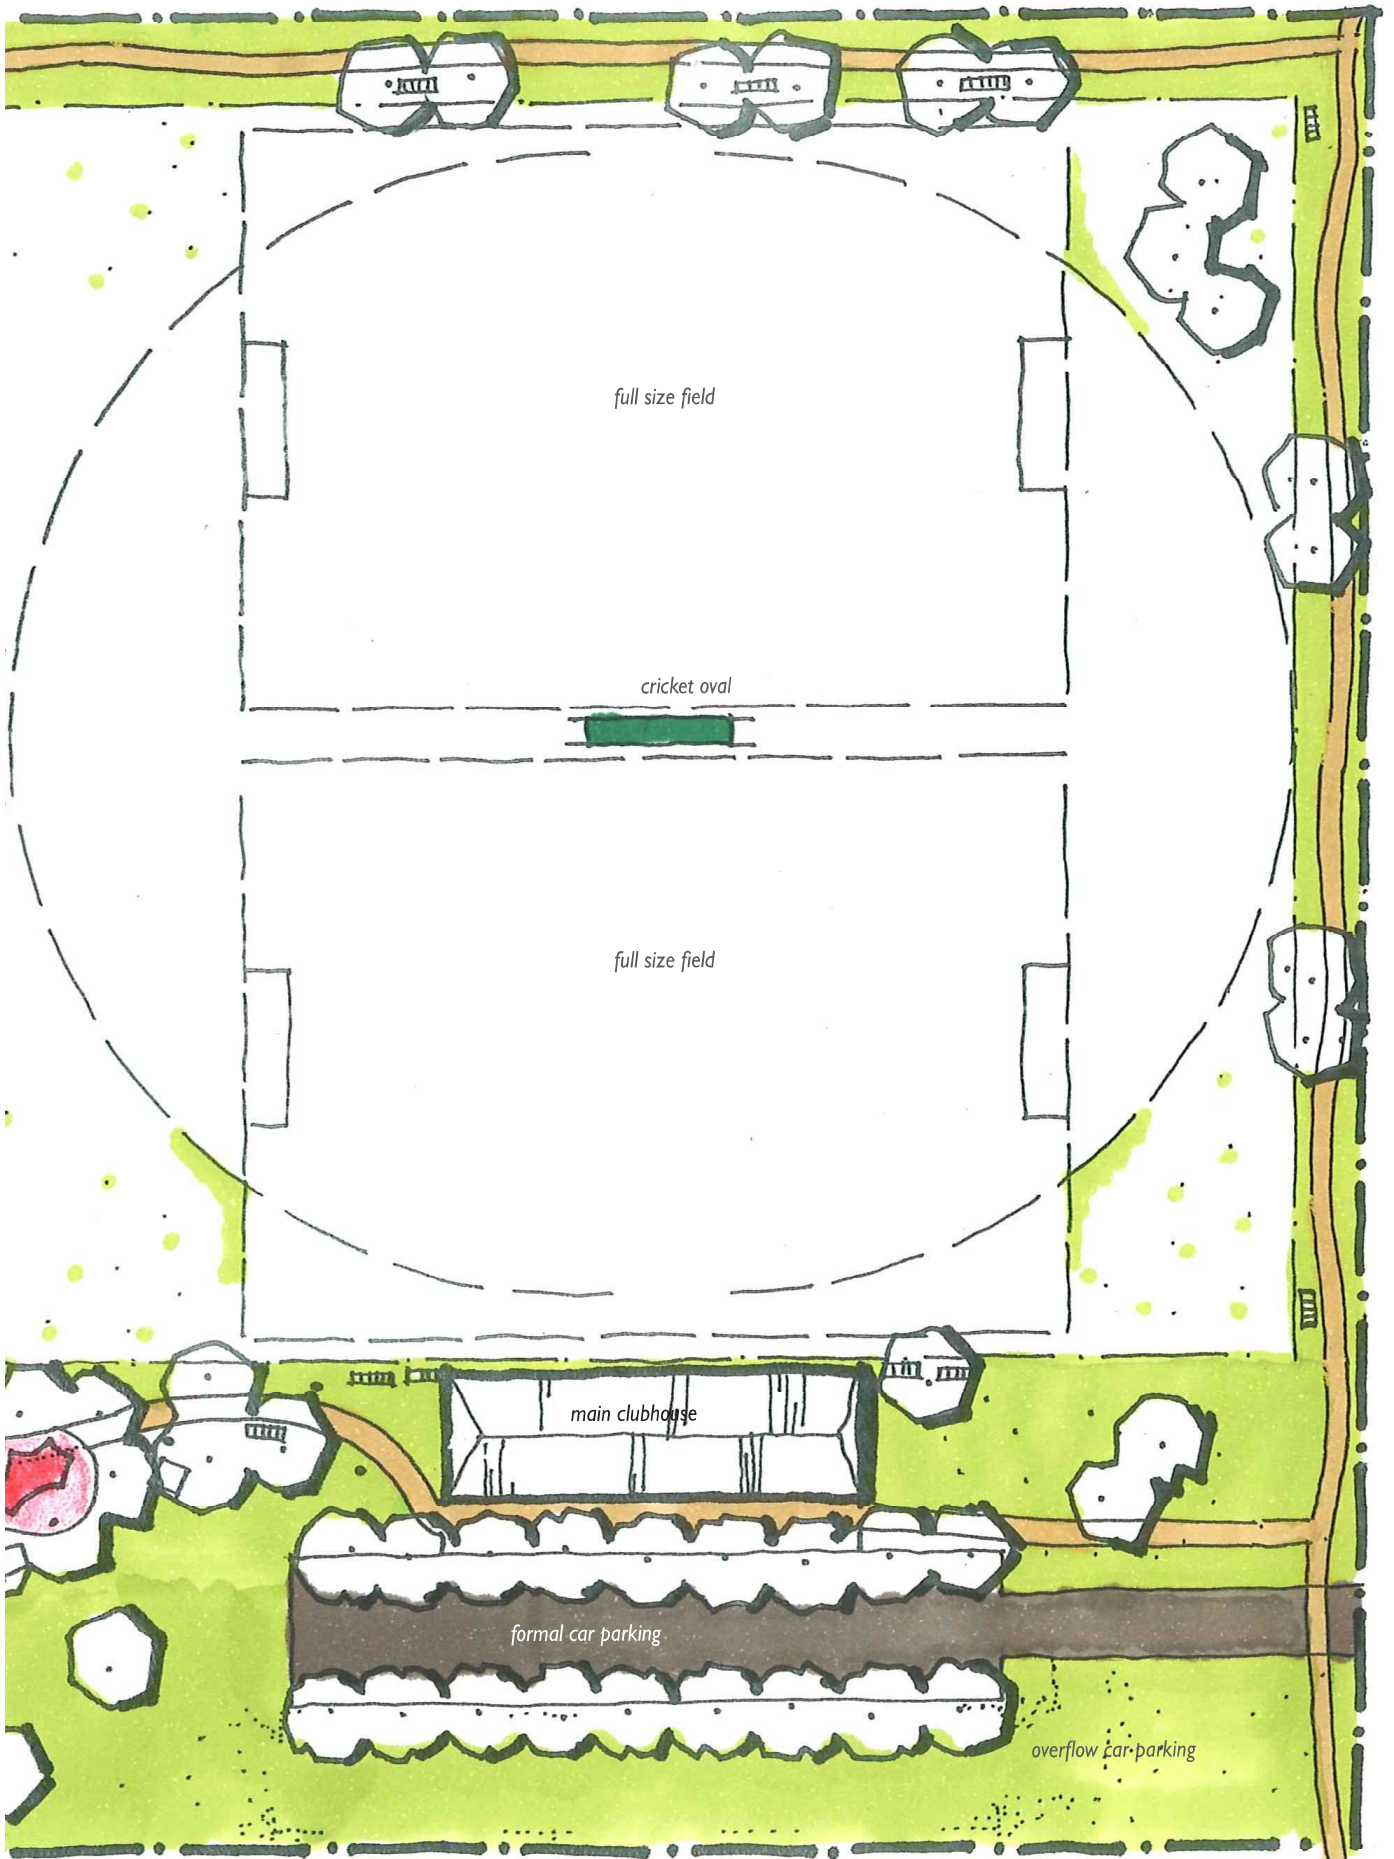 full size field
cricket oval
full size field
main clubhouse
formal car parking
overflow car parking